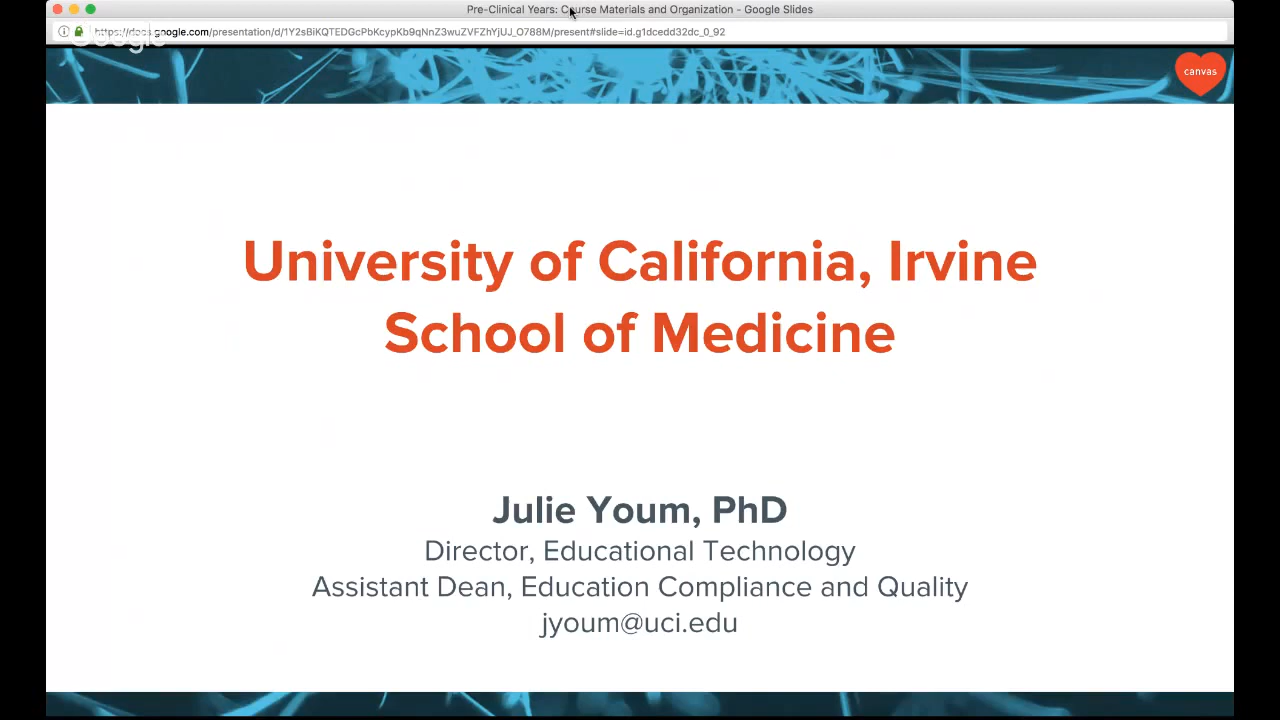 Pre-Clinical Years: Course Materials and Organization - Google Slides
https://docs.google.com/presentation/d/1Y2sBiKQTEDGcPbKcypKb9qNnZ3wuZVFZhYjUJ_O788M/present#slide=id.g1dcedd32dc_0_92
Google
canvas
University of California, Irvine
School of Medicine
Julie Youm, PhD
Director, Educational Technology
Assistant Dean, Education Compliance and Quality
jyoum@uci.edu